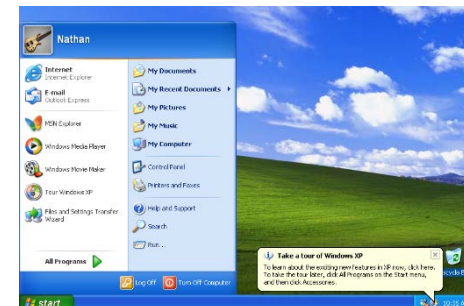 Nathan
Internet
Internet Explorer
E-mail
Outlook Express
MSN Explorer
Windows Media Player
Windows Movie Maker
Tour Windows XP
Files and Settings Transfer
Wizard
All Programs
My Documents
My Recent Documents
My Pictures
My Music
My Computer
Control Panel
Printers and Faxes
Help and Support
Search
Run...
Log Off
Turn Off Computer
Take a tour of Windows XP
To learn about the exciting new features in XP now, click here.
To take the tour later, click All Programs on the Start menu,
and then click Accessories.
start